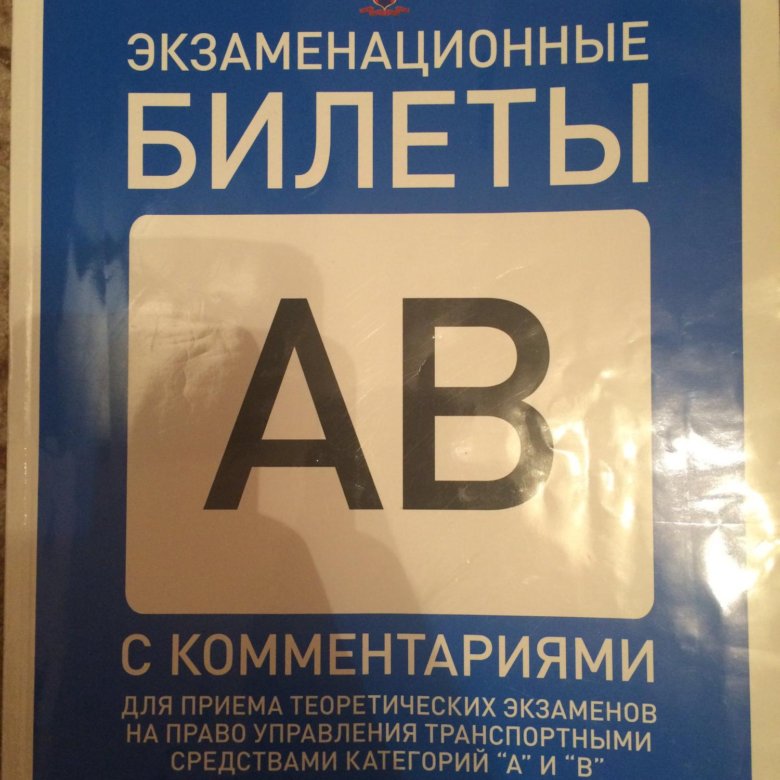 ЭКЗАМЕНАЦИОННЫЕ
БИЛЕТЫ
АВ
С КОММЕНТАРИЯМИ
ДЛЯ ПРИЕМА ТЕОРЕТИЧЕСКИХ ЭКЗАМЕНОВ
НА ПРАВО УПРАВЛЕНИЯ ТРАНСПОРТНЫМИ
СРЕДСТВАМИ КАТЕГОРИЙ “А” И “В”